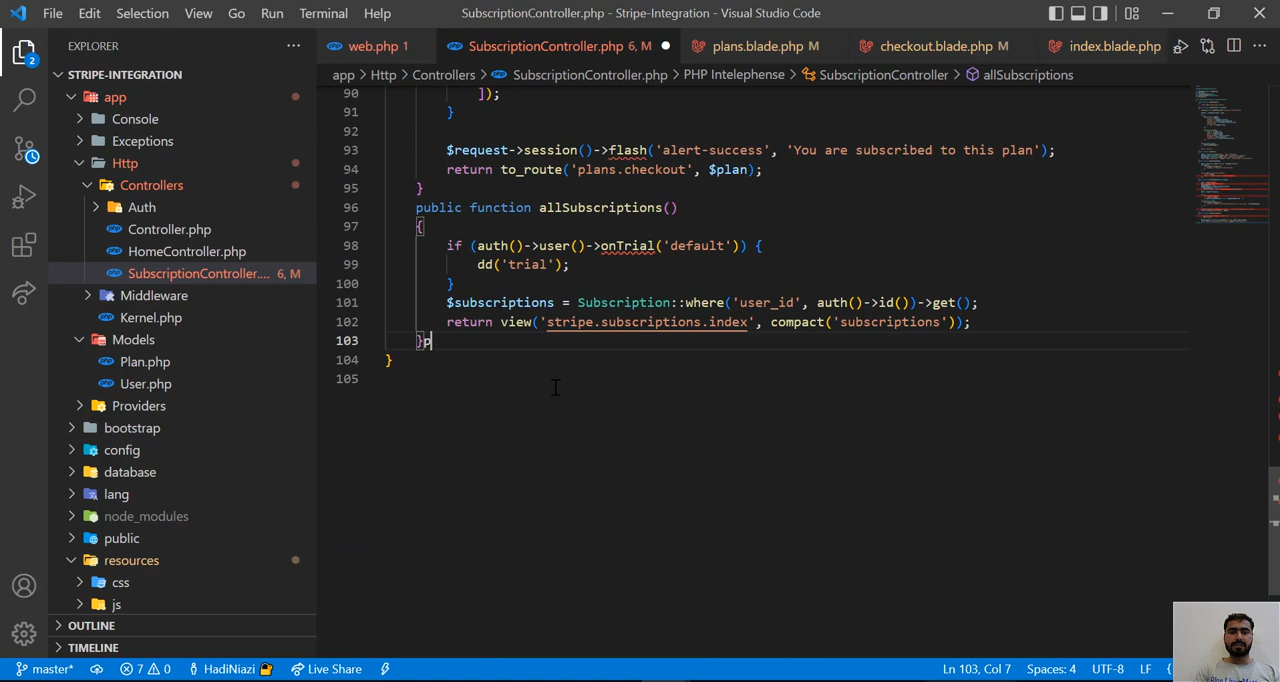 File Edit Selection View Go Run Terminal Help SubscriptionController.php - Stripe-Integration - Visual Studio Code
EXPLORER
web.php 1 SubscriptionController.php 6, M plans.blade.php M checkout.blade.php M index.blade.php
app > Http > Controllers > SubscriptionController.php > PHP Intelephense > SubscriptionController > allSubscriptions
STRIPE-INTEGRATION
app
Console
Exceptions
Http
Controllers
Auth
Controller.php
HomeController.php
SubscriptionController.... 6, M
Middleware
Kernel.php
Models
Plan.php
User.php
Providers
bootstrap
config
database
lang
node_modules
public
resources
css
js
OUTLINE
TIMELINE
2
90 ]);
91 }
92
93 $request->session()->flash('alert-success', 'You are subscribed to this plan');
94 return to_route('plans.checkout', $plan);
95 }
96 public function allSubscriptions()
97 {
98 if (auth()->user()->onTrial('default')) {
99 dd('trial');
100 }
101 $subscriptions = Subscription::where('user_id', auth()->id())->get();
102 return view('stripe.subscriptions.index', compact('subscriptions'));
103 }p
104 }
105
master* 7 0 HadiNiazi Live Share Ln 103, Col 7 Spaces: 4 UTF-8 LF {